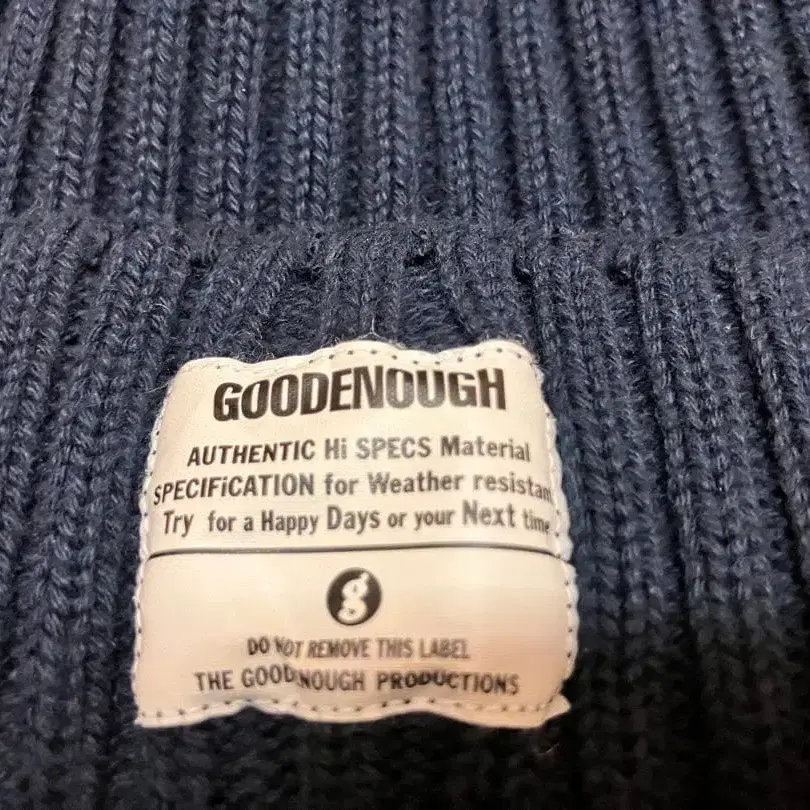 GOODENOUGH
AUTHENTIC Hi SPECS Material
SPECiFiCATION for Weather resistant
Try for a Happy Days or your Next time
g
DO NOT REMOVE THIS LABEL
THE GOODENOUGH PRODUCTIONS